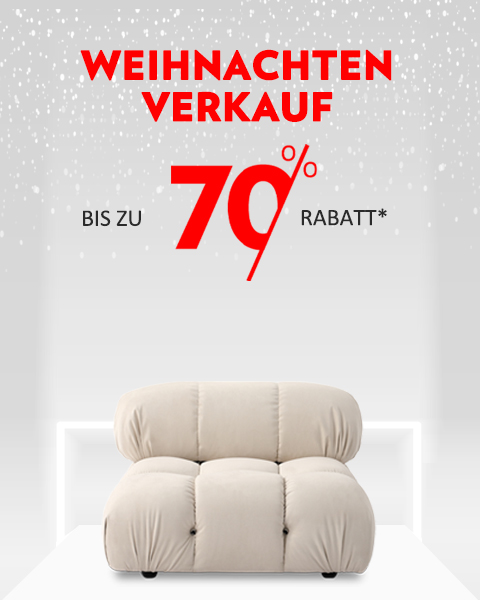 WEIHNACHTEN
VERKAUF
BIS ZU 70% RABATT*